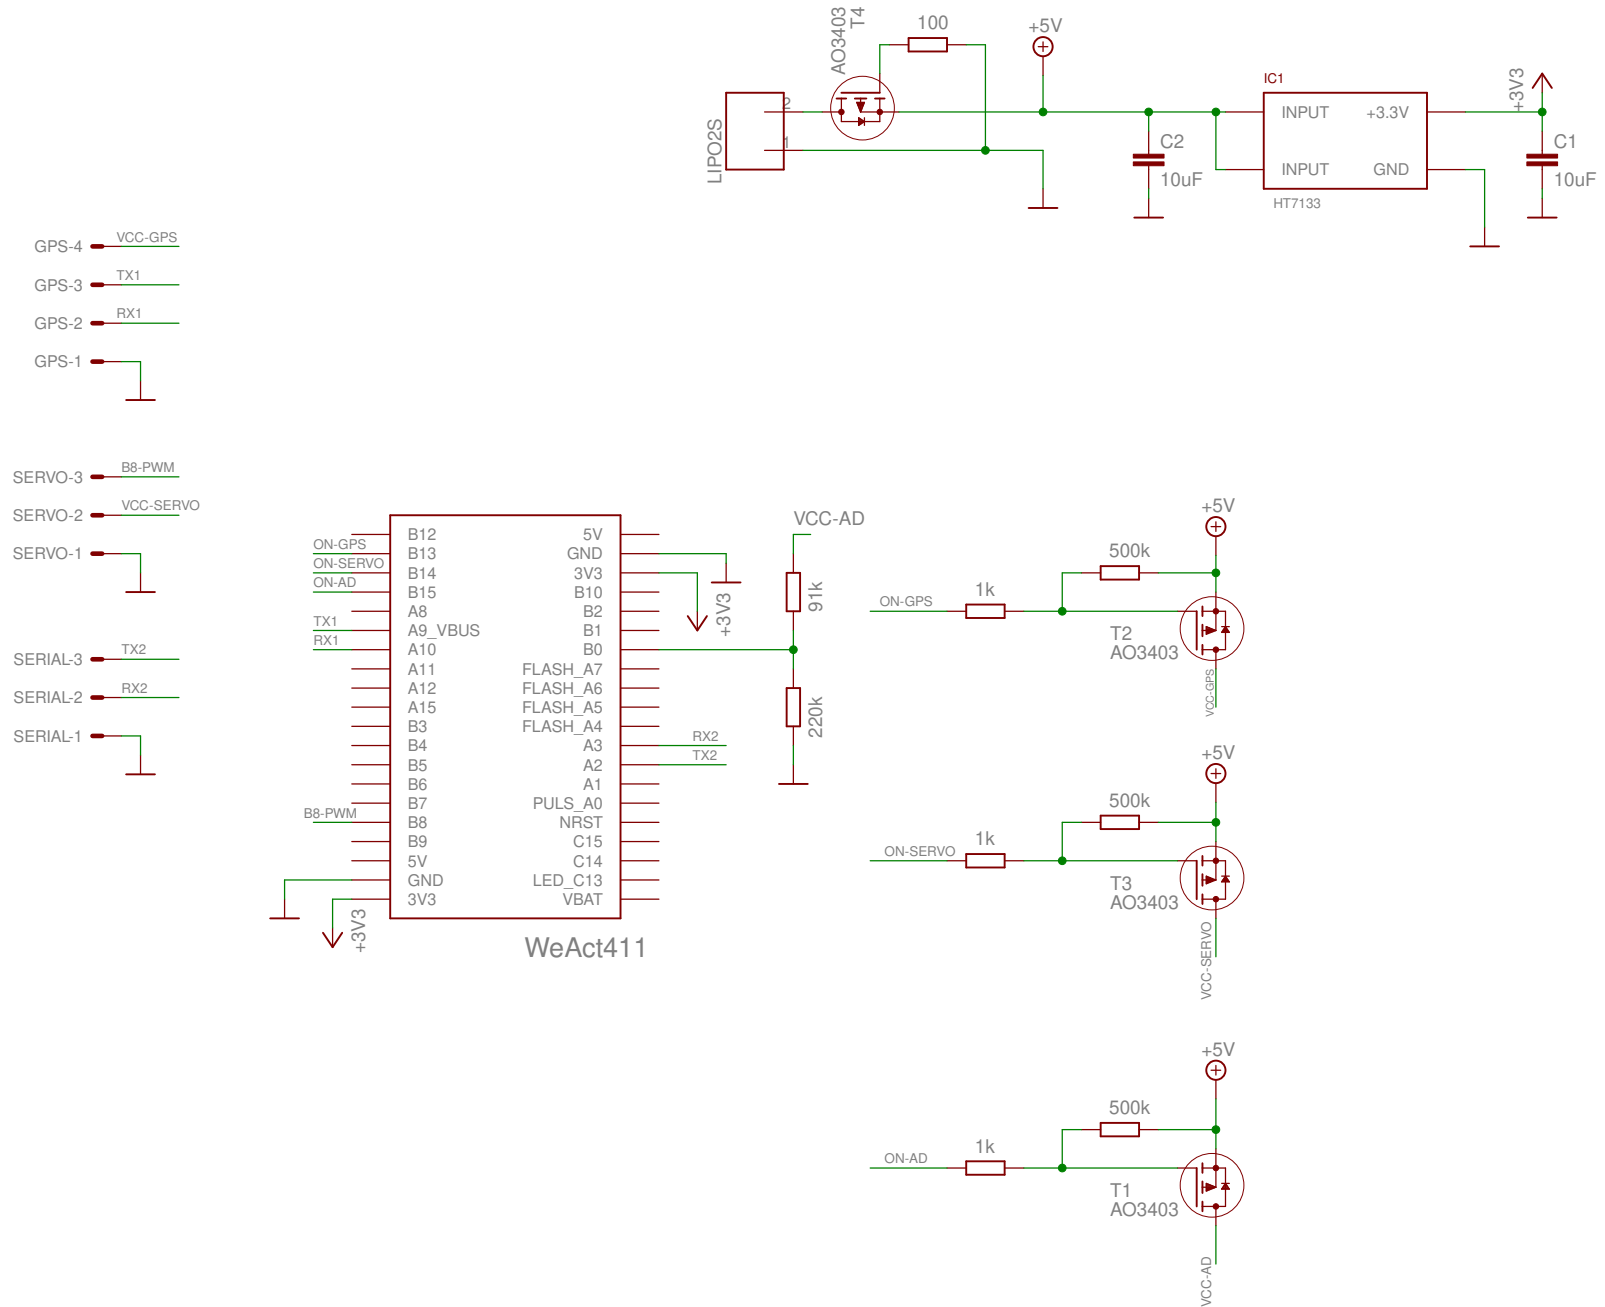 AO3403
T4
100
+5V
LIPO2S
2
1
IC1
INPUT +3.3V
INPUT GND
HT7133
+3V3
C2
10uF
C1
10uF
GPS-4 VCC-GPS
GPS-3 TX1
GPS-2 RX1
GPS-1
SERVO-3 B8-PWM
SERVO-2 VCC-SERVO
SERVO-1
SERIAL-3 TX2
SERIAL-2 RX2
SERIAL-1
B12 5V
ON-GPS B13 GND
ON-SERVO B14 3V3
ON-AD B15 B10
A8 B2
TX1 A9_VBUS B1
RX1 A10 B0
A11 FLASH_A7
A12 FLASH_A6
A15 FLASH_A5
B3 FLASH_A4
B4 A3 RX2
B5 A2 TX2
B6 A1
B7 PULS_A0
B8-PWM B8 NRST
B9 C15
5V C14
GND LED_C13
3V3 VBAT
+3V3
WeAct411
+3V3
VCC-AD
91k
220k
+5V
500k
ON-GPS 1k
T2
AO3403
VCC-GPS
+5V
500k
ON-SERVO 1k
T3
AO3403
VCC-SERVO
+5V
500k
ON-AD 1k
T1
AO3403
VCC-AD